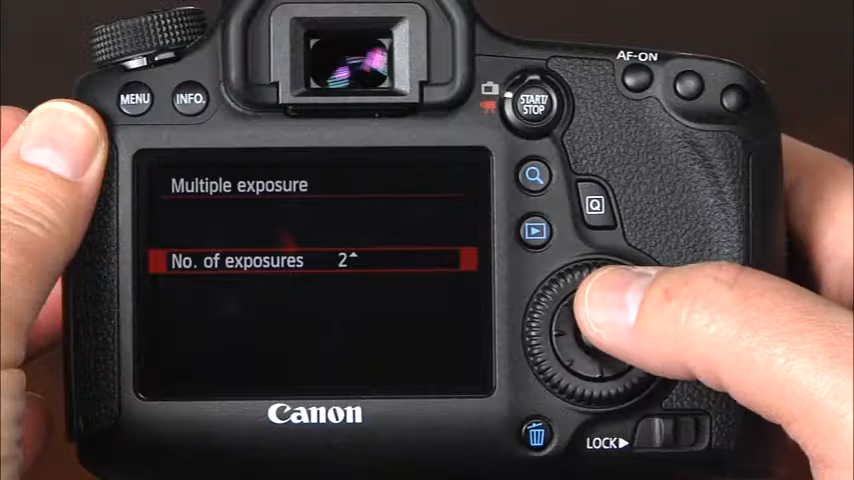 AF-ON
MENU
INFO.
START/
STOP
Multiple exposure
Q
No. of exposures 2
Canon
LOCK▶